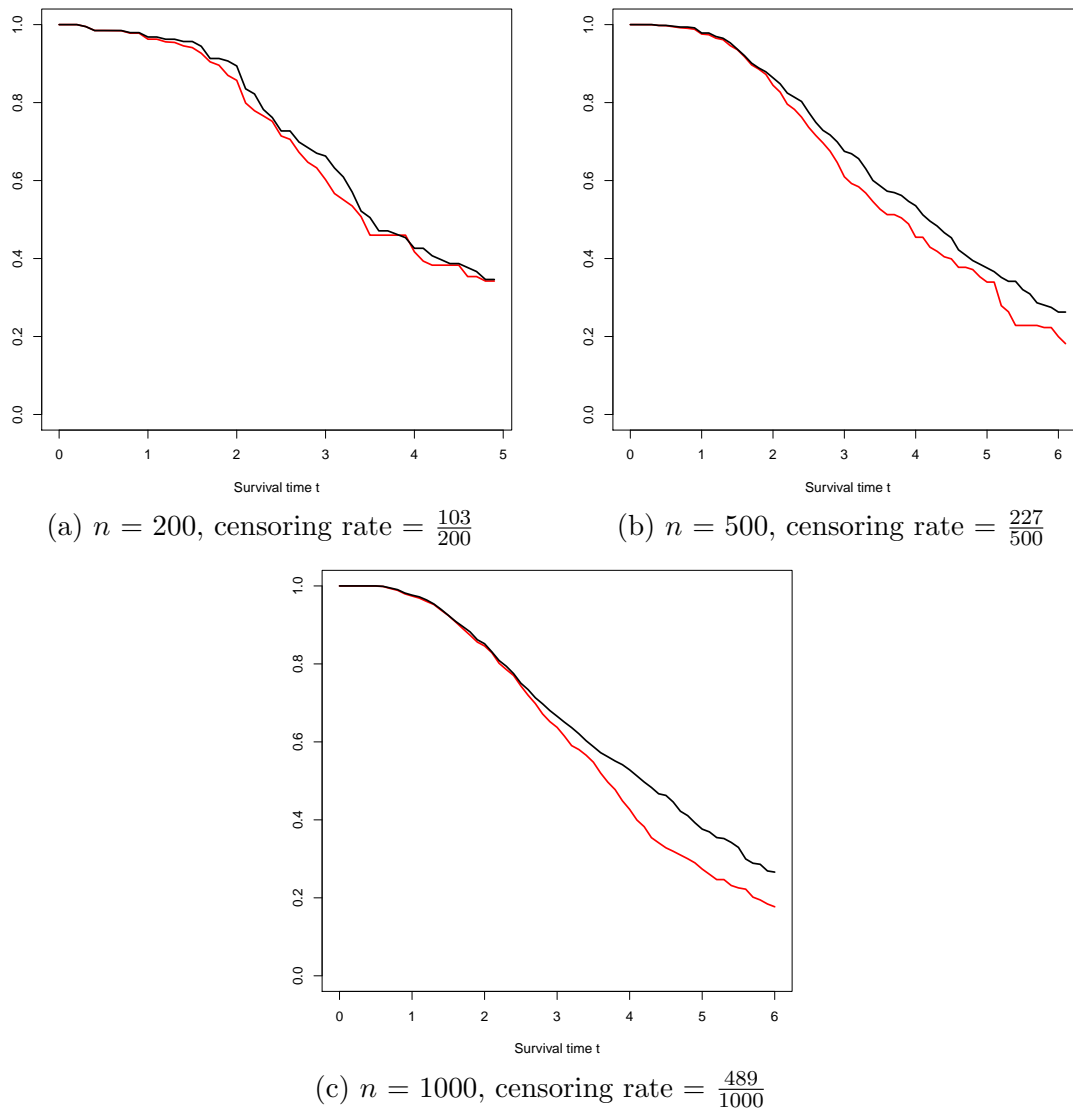 1.0
0.8
0.6
0.4
0.2
0.0
0 1 2 3 4 5
Survival time t
(a) n = 200, censoring rate = 103/200
1.0
0.8
0.6
0.4
0.2
0.0
0 1 2 3 4 5 6
Survival time t
(b) n = 500, censoring rate = 227/500
1.0
0.8
0.6
0.4
0.2
0.0
0 1 2 3 4 5 6
Survival time t
(c) n = 1000, censoring rate = 489/1000